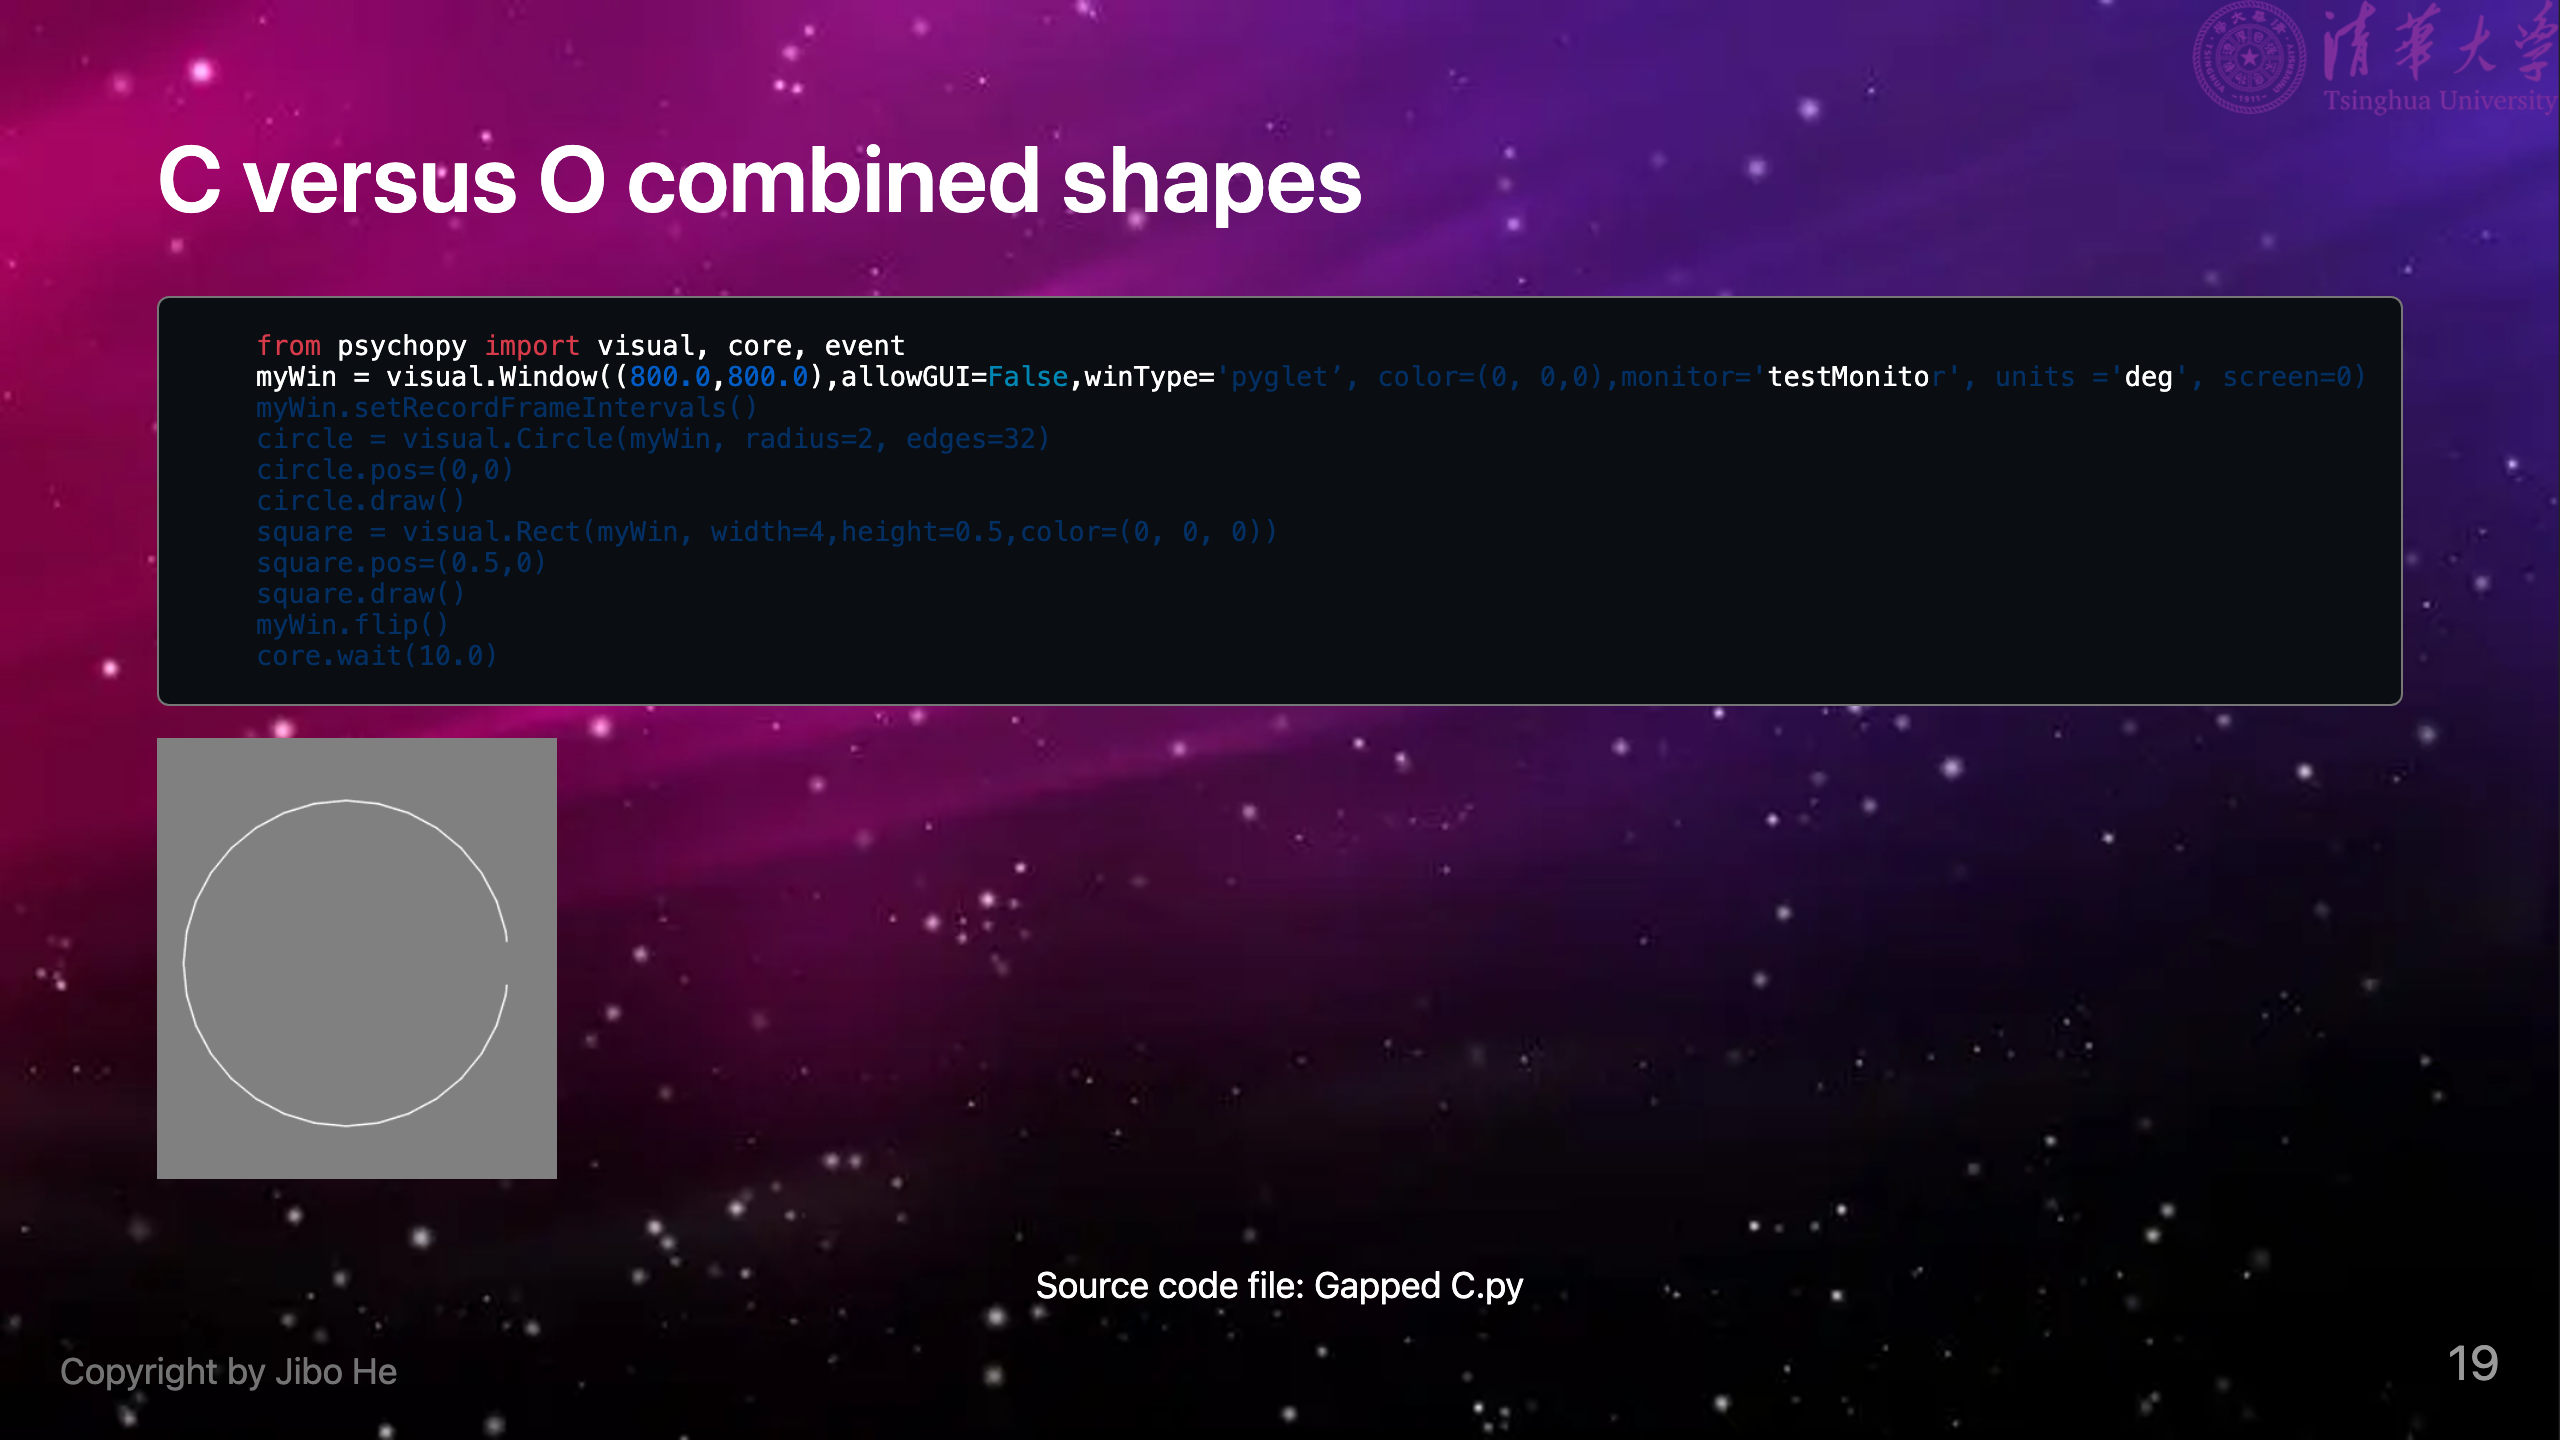 清華大学
Tsinghua University
C versus O combined shapes
from psychopy import visual, core, event
myWin = visual.Window((800.0,800.0),allowGUI=False,winType='pyglet’, color=(0, 0,0),monitor='testMonitor', units ='deg', screen=0)
myWin.setRecordFrameIntervals()
circle = visual.Circle(myWin, radius=2, edges=32)
circle.pos=(0,0)
circle.draw()
square = visual.Rect(myWin, width=4,height=0.5,color=(0, 0, 0))
square.pos=(0.5,0)
square.draw()
myWin.flip()
core.wait(10.0)
Source code file: Gapped C.py
Copyright by Jibo He
19